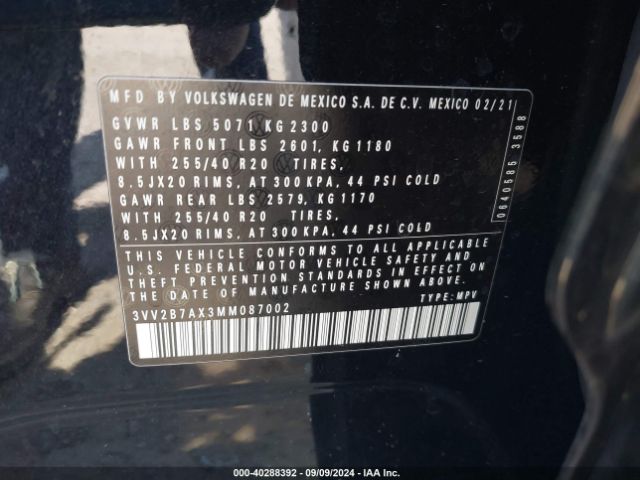 MFD BY VOLKSWAGEN DE MEXICO S.A. DE C.V. MEXICO 02/21
GVWR LBS 5071, KG 2300
GAWR FRONT LBS 2601, KG 1180
WITH 255/40 R20 TIRES,
8.5JX20 RIMS, AT 300 KPA, 44 PSI COLD
GAWR REAR LBS 2579, KG 1170
WITH 255/40 R20 TIRES,
8.5JX20 RIMS, AT 300 KPA, 44 PSI COLD
THIS VEHICLE CONFORMS TO ALL APPLICABLE
U.S. FEDERAL MOTOR VEHICLE SAFETY AND
THEFT PREVENTION STANDARDS IN EFFECT ON
THE DATE OF MANUFACTURE SHOWN ABOVE.
3VV2B7AX3MM087002 TYPE: MPV
0640585 3588
000-40288392 - 09/09/2024 - IAAI.COM